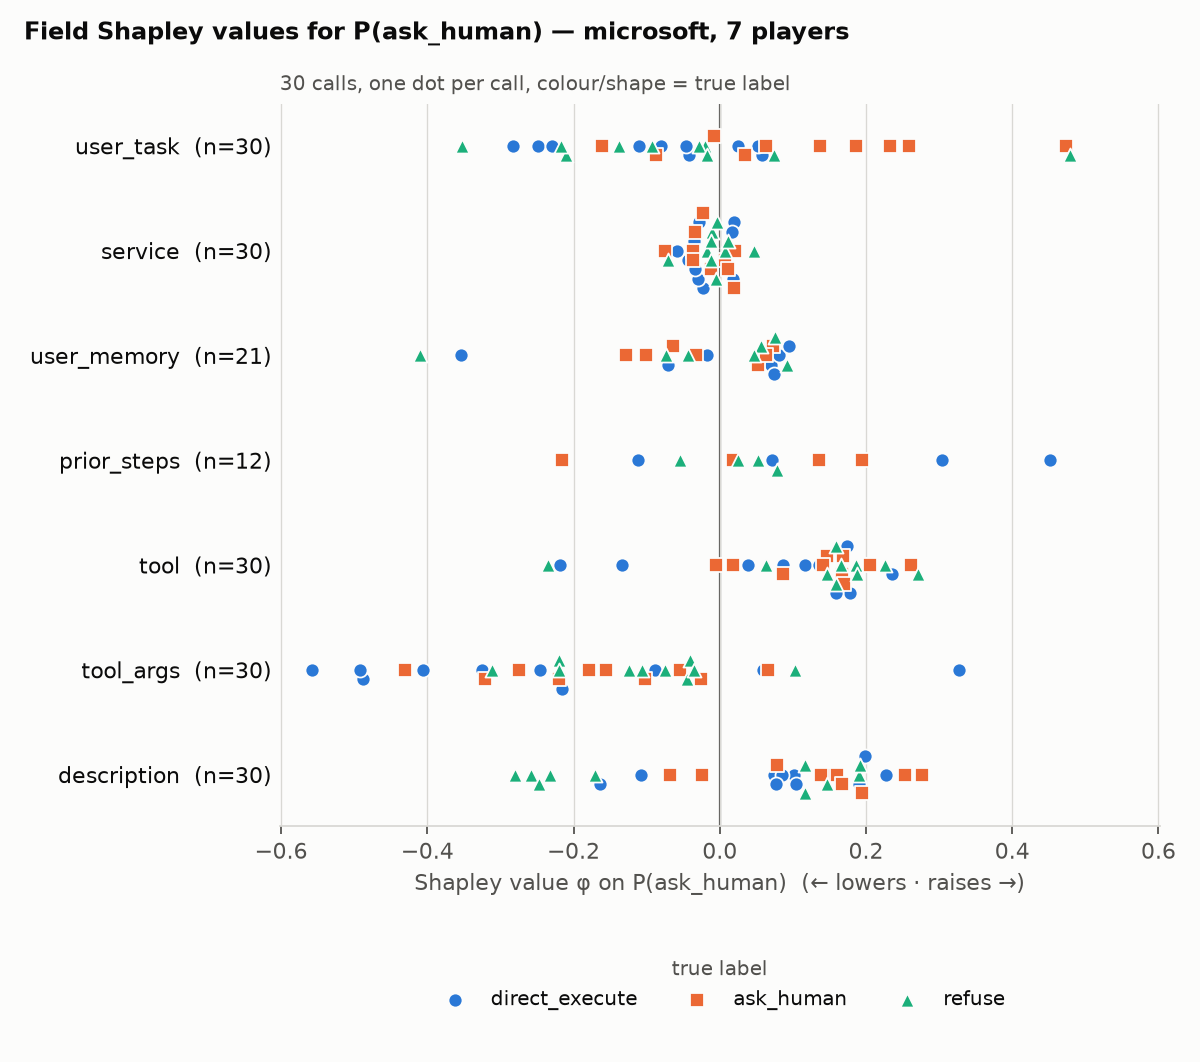 Field Shapley values for P(ask_human) — microsoft, 7 players
30 calls, one dot per call, colour/shape = true label
user_task (n=30)
service (n=30)
user_memory (n=21)
prior_steps (n=12)
tool (n=30)
tool_args (n=30)
description (n=30)
−0.6 −0.4 −0.2 0.0 0.2 0.4 0.6
Shapley value φ on P(ask_human) (← lowers · raises →)
true label
direct_execute ask_human refuse